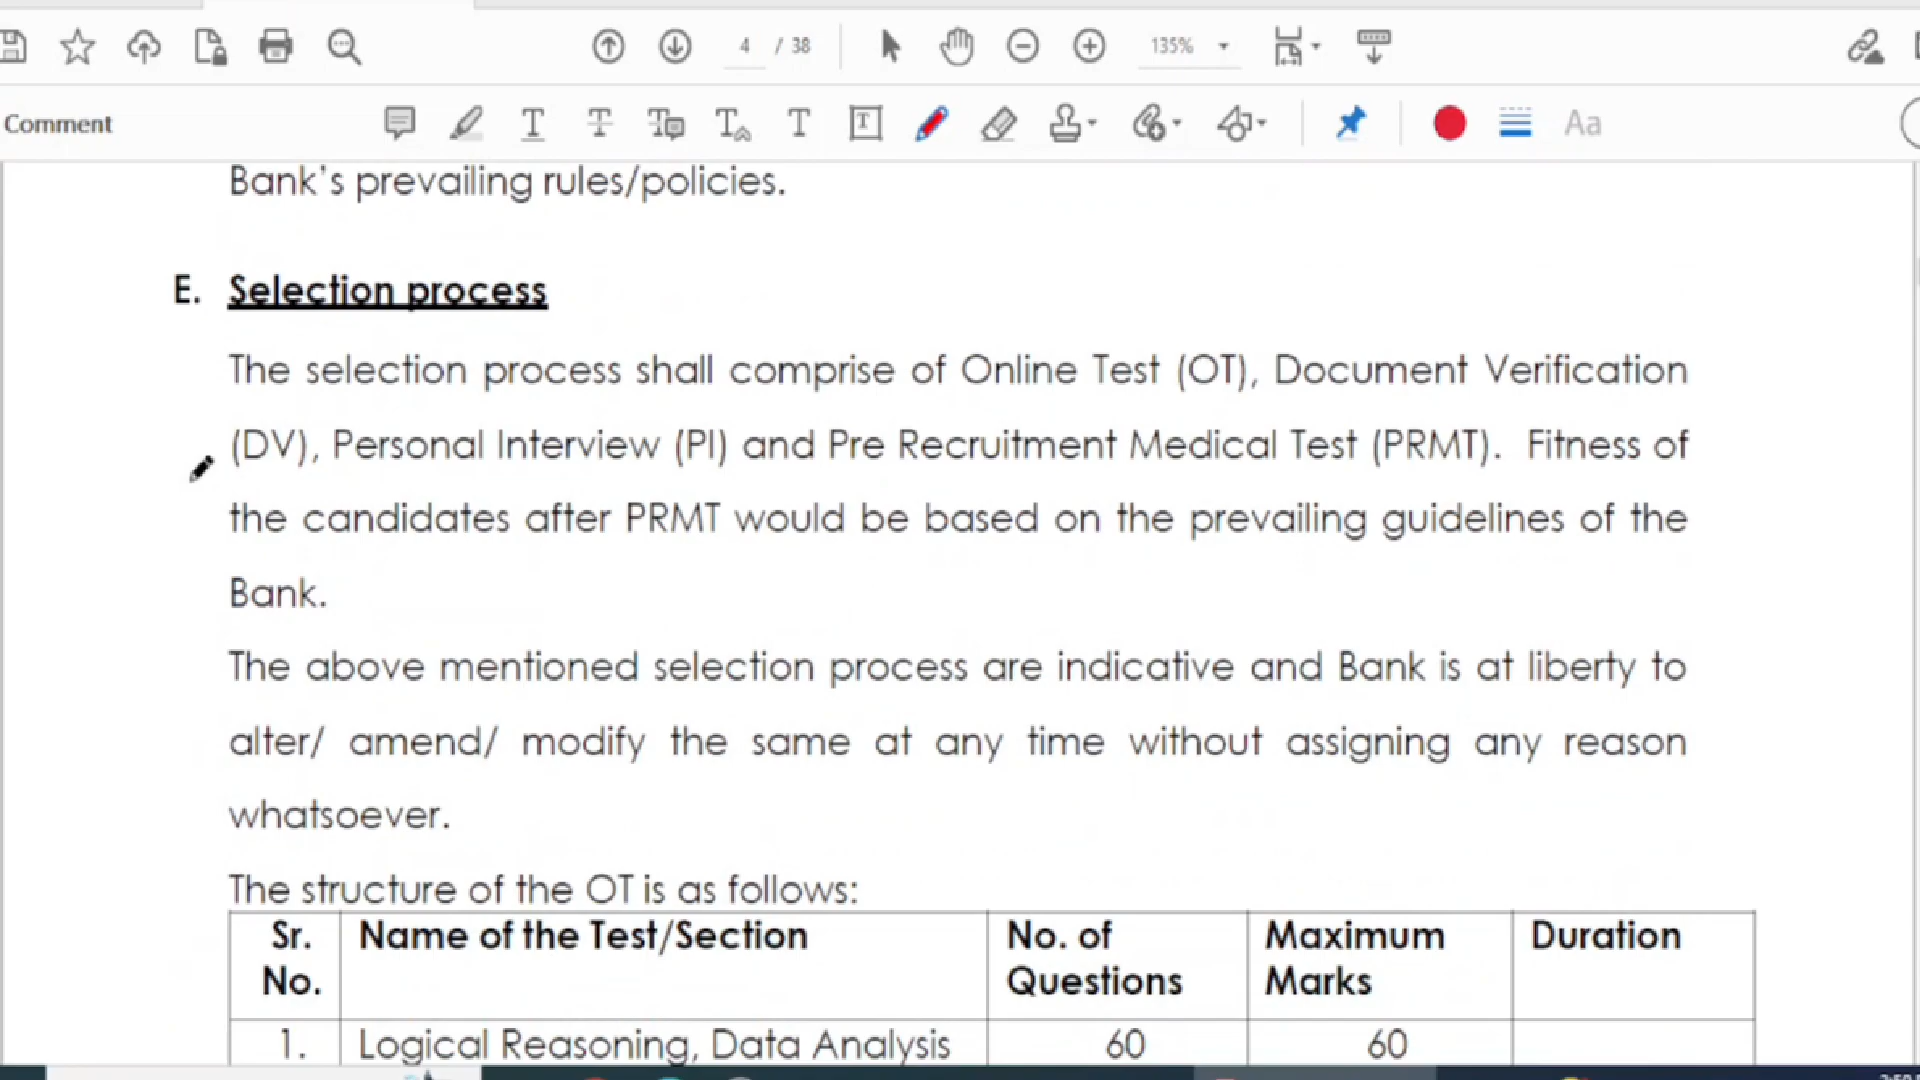 4 / 38
135%
Comment
Aa
Bank's prevailing rules/policies.
E. Selection process
The selection process shall comprise of Online Test (OT), Document Verification
(DV), Personal Interview (PI) and Pre Recruitment Medical Test (PRMT). Fitness of
the candidates after PRMT would be based on the prevailing guidelines of the
Bank.
The above mentioned selection process are indicative and Bank is at liberty to
alter/ amend/ modify the same at any time without assigning any reason
whatsoever.
The structure of the OT is as follows:
Sr. Name of the Test/Section No. of Maximum Duration
No. Questions Marks
1. Logical Reasoning, Data Analysis 60 60